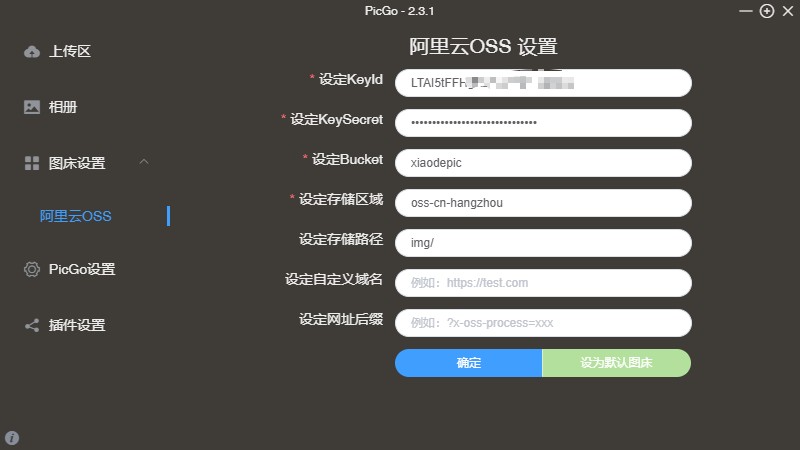 PicGo - 2.3.1
上传区
相册
图床设置
阿里云OSS
PicGo设置
插件设置
阿里云OSS 设置
* 设定KeyId
LTAI5tFFH
* 设定KeySecret
••••••••••••••••••••••••••••••
* 设定Bucket
xiaodepic
* 设定存储区域
oss-cn-hangzhou
设定存储路径
img/
设定自定义域名
例如：https://test.com
设定网址后缀
例如：?x-oss-process=xxx
确定
设为默认图床